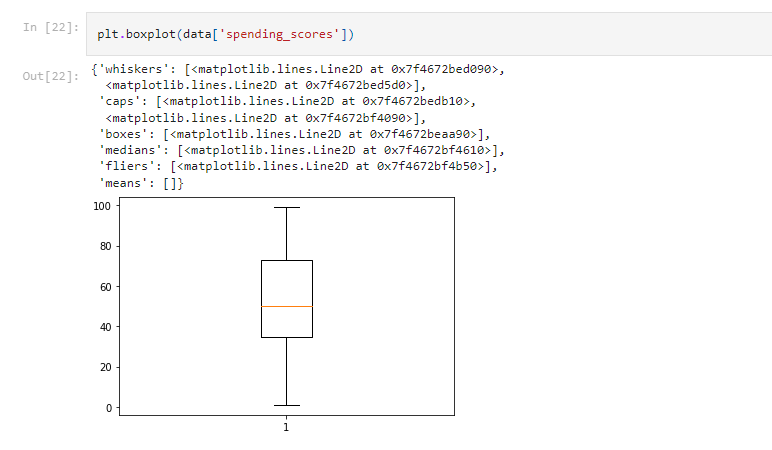 In [22]:
plt.boxplot(data['spending_scores'])
Out[22]:
{'whiskers': [<matplotlib.lines.Line2D at 0x7f4672bed090>,
<matplotlib.lines.Line2D at 0x7f4672bed5d0>],
'caps': [<matplotlib.lines.Line2D at 0x7f4672bedb10>,
<matplotlib.lines.Line2D at 0x7f4672bf4090>],
'boxes': [<matplotlib.lines.Line2D at 0x7f4672beaa90>],
'medians': [<matplotlib.lines.Line2D at 0x7f4672bf4610>],
'fliers': [<matplotlib.lines.Line2D at 0x7f4672bf4b50>],
'means': []}
100
80
60
40
20
0
1